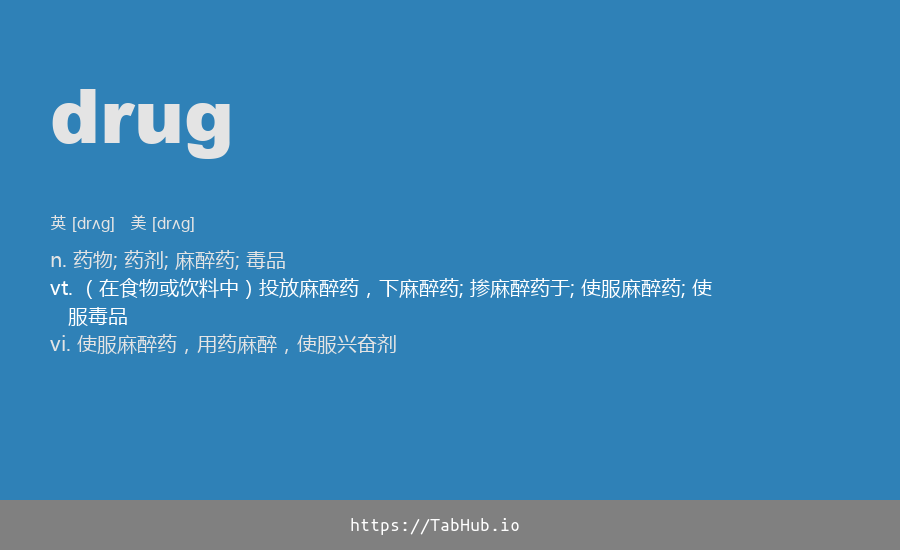 drug
英 [drʌg] 美 [drʌg]
n. 药物; 药剂; 麻醉药; 毒品
vt. （在食物或饮料中）投放麻醉药，下麻醉药; 掺麻醉药于; 使服麻醉药; 使
服毒品
vi. 使服麻醉药，用药麻醉，使服兴奋剂
https://TabHub.io